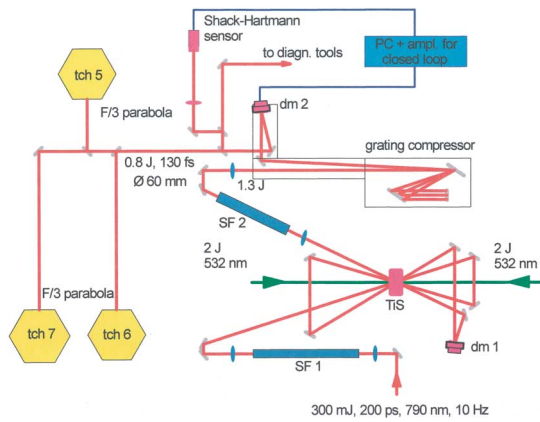 Shack-Hartmann
sensor
to diagn. tools
PC + ampl. for
closed loop
tch 5
F/3 parabola
dm 2
grating compressor
0.8 J, 130 fs
Ø 60 mm
1.3 J
SF 2
2 J
532 nm
2 J
532 nm
TiS
F/3 parabola
tch 7
tch 6
dm 1
SF 1
300 mJ, 200 ps, 790 nm, 10 Hz